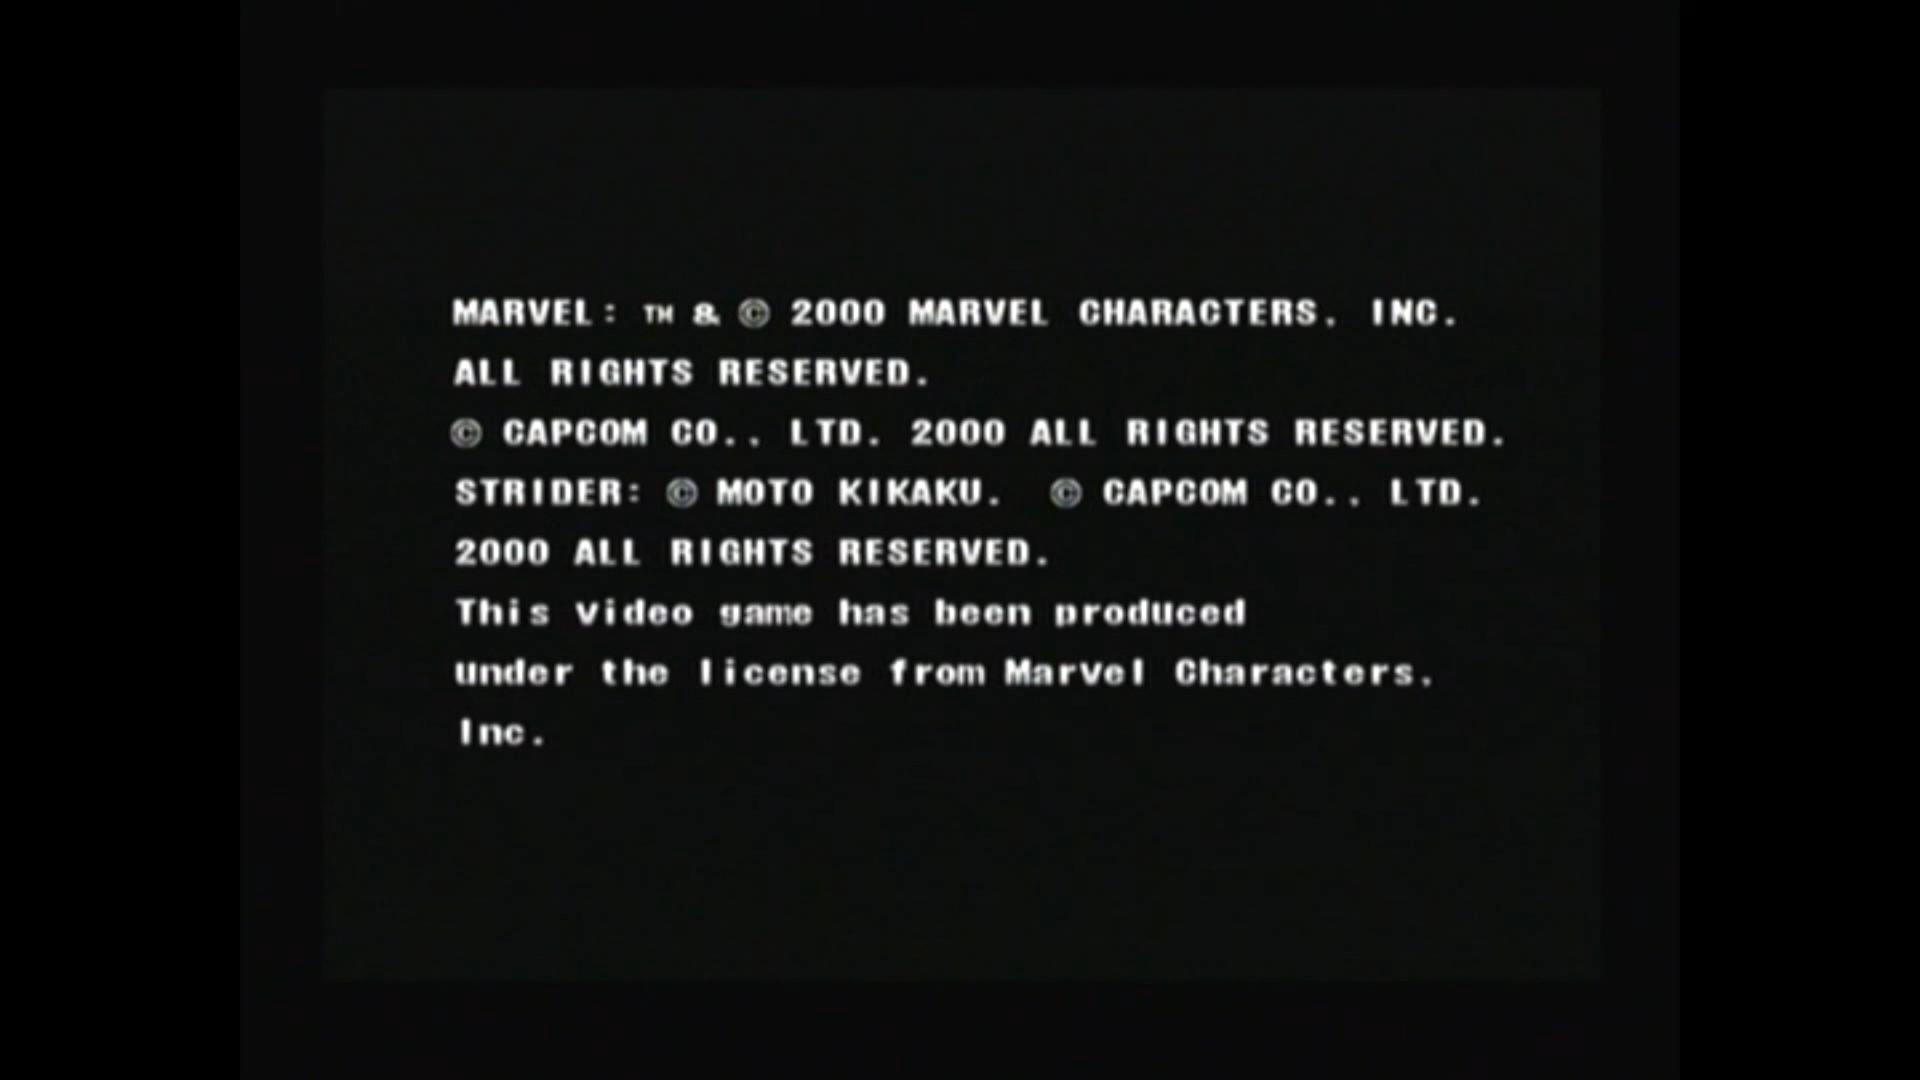 MARVEL: TM & © 2000 MARVEL CHARACTERS, INC.
ALL RIGHTS RESERVED.
© CAPCOM CO., LTD. 2000 ALL RIGHTS RESERVED.
STRIDER: © MOTO KIKAKU. © CAPCOM CO., LTD.
2000 ALL RIGHTS RESERVED.
This video game has been produced
under the license from Marvel Characters,
Inc.